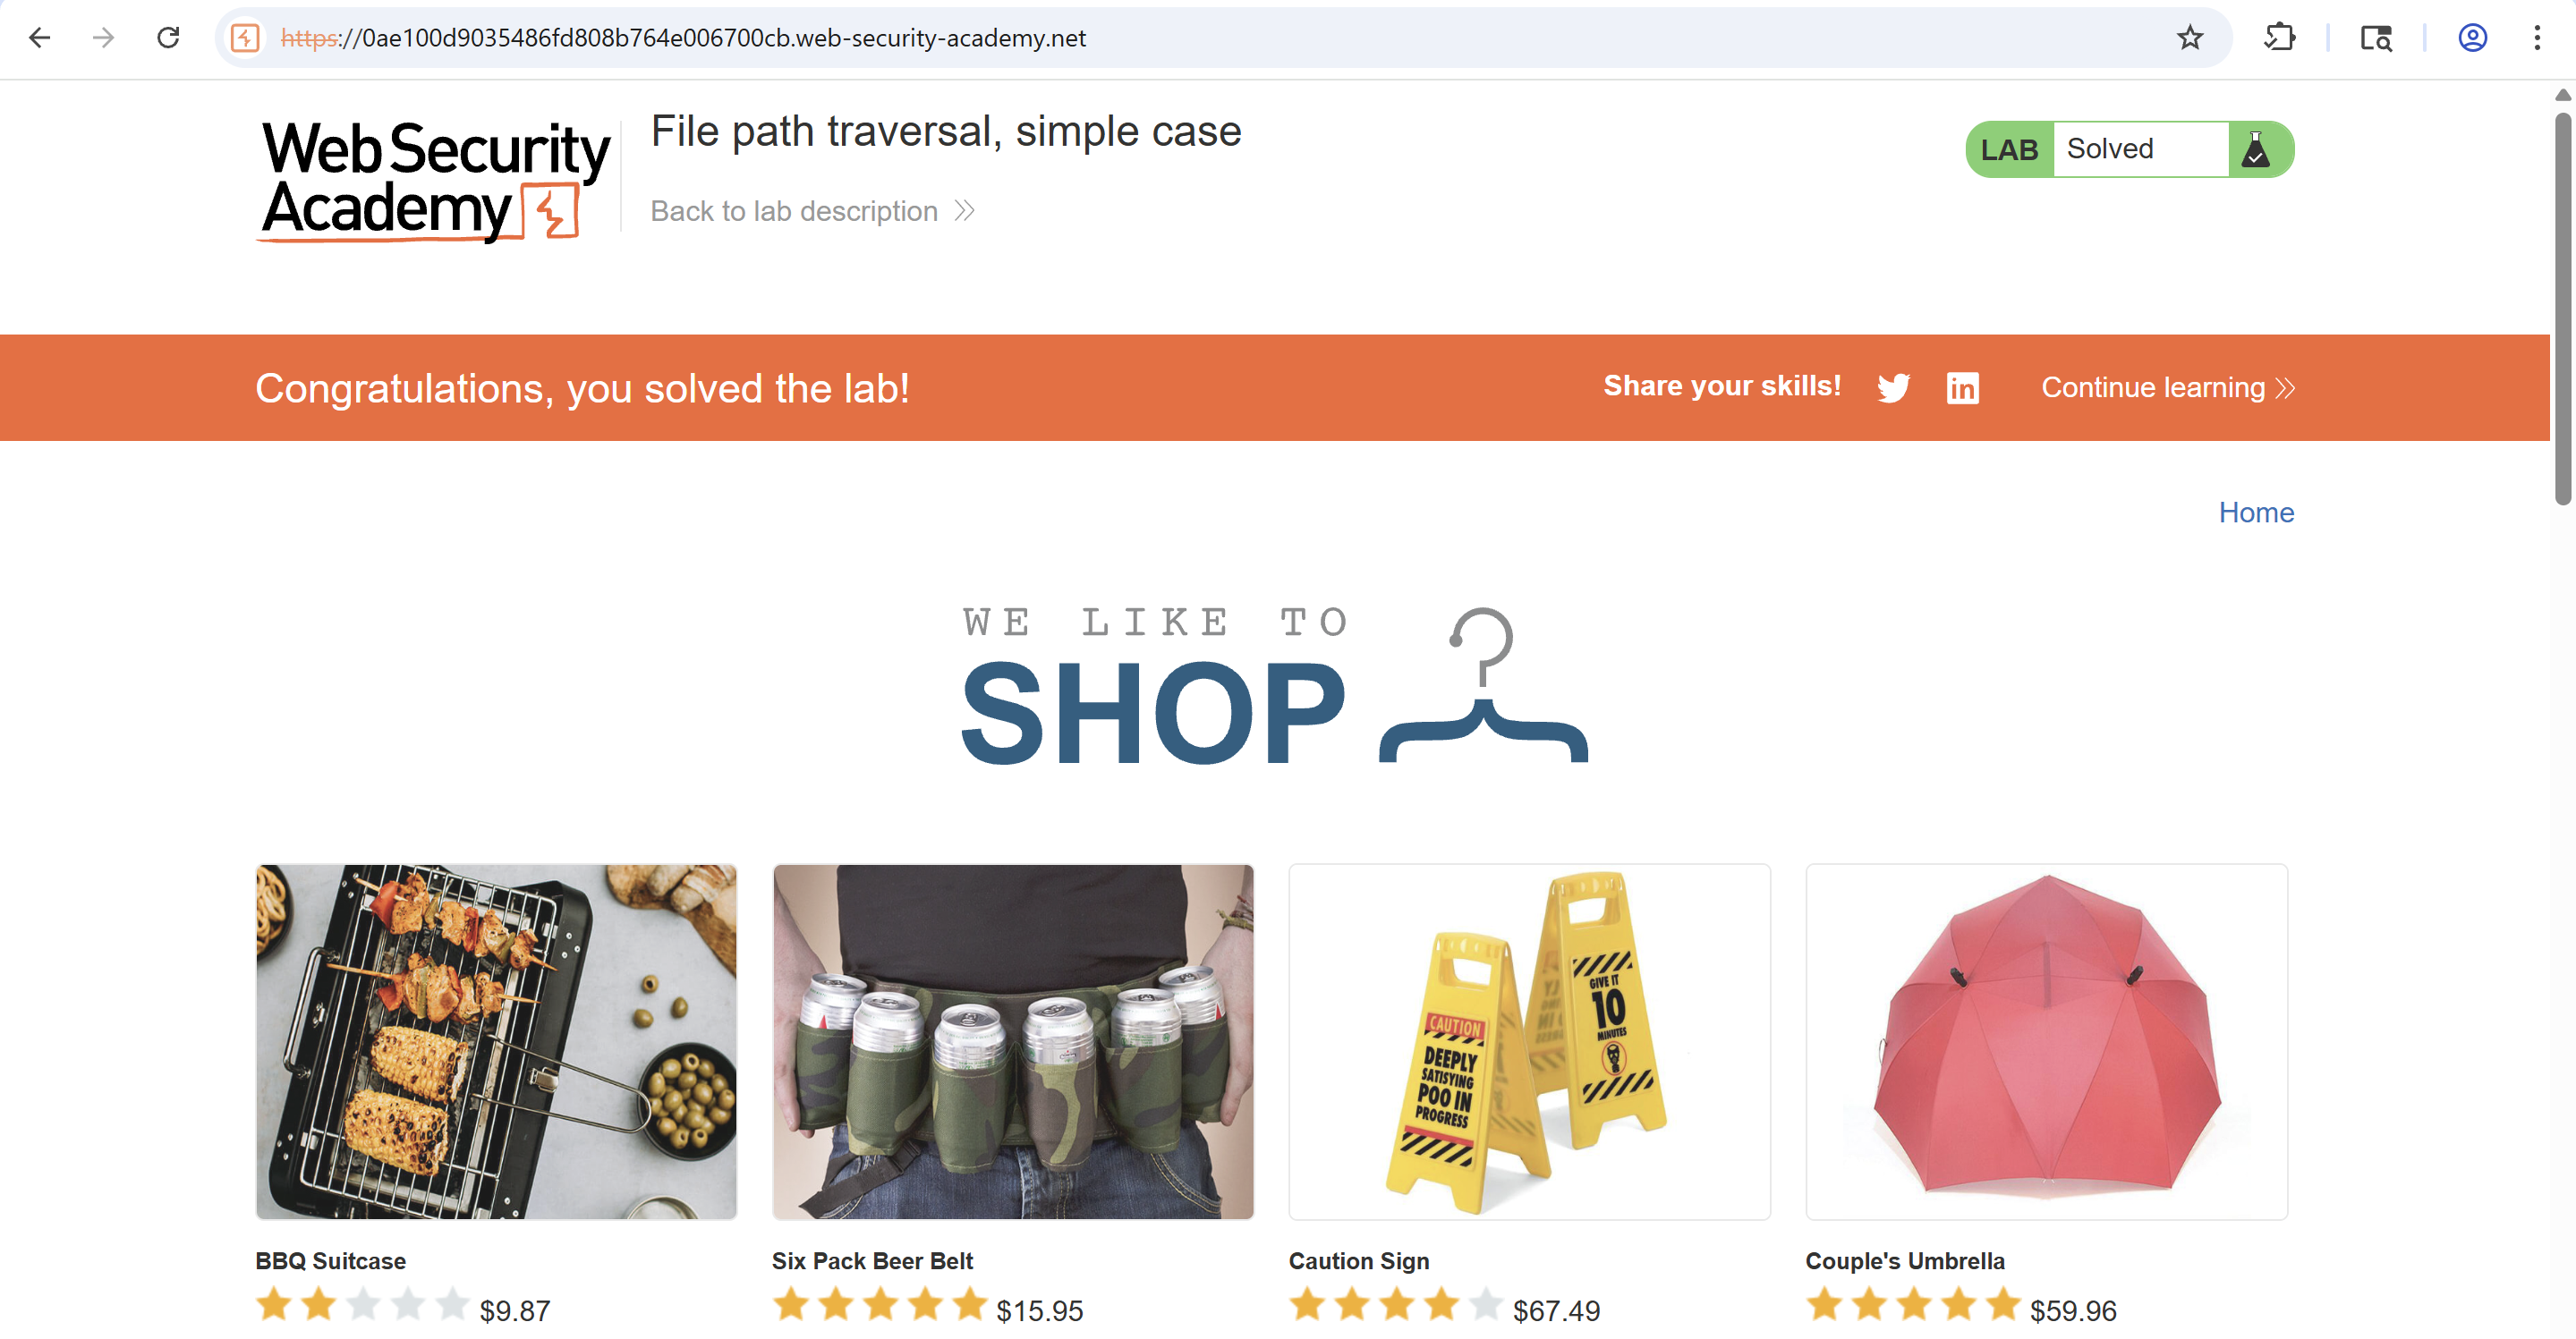 https://0ae100d9035486fd808b764e006700cb.web-security-academy.net
Web Security
Academy
File path traversal, simple case
Back to lab description
LAB Solved
Congratulations, you solved the lab!
Share your skills!
in
Continue learning
Home
WE LIKE TO
SHOP
CAUTION
DEEPLY
SATISFYING
POO IN
PROGRESS
GIVE IT
10
MINUTES
BBQ Suitcase
$9.87
Six Pack Beer Belt
$15.95
Caution Sign
$67.49
Couple's Umbrella
$59.96